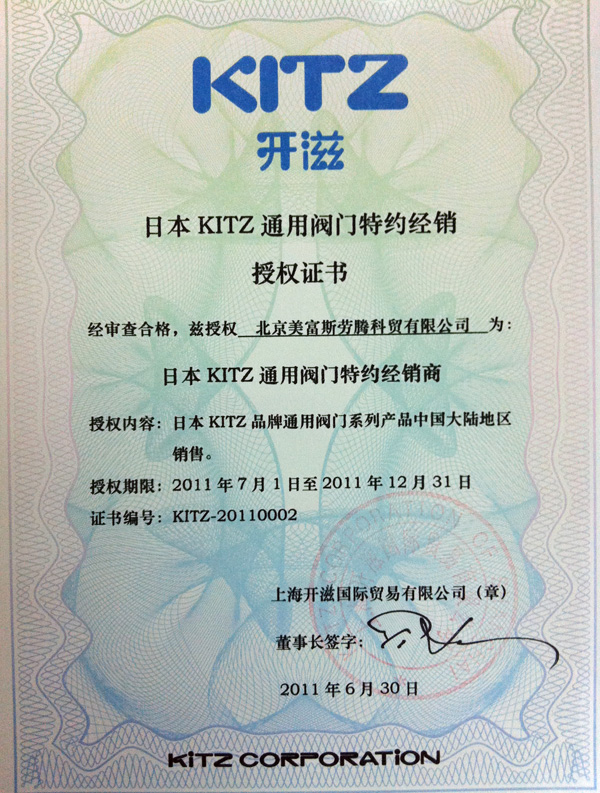 KITZ
开滋
日本 KITZ 通用阀门特约经销
授权证书
经审查合格，兹授权 北京美富斯劳腾科贸有限公司 为：
日本 KITZ 通用阀门特约经销商
授权内容：日本 KITZ 品牌通用阀门系列产品中国大陆地区
销售。
授权期限：2011 年 7 月 1 日至 2011 年 12 月 31 日
证书编号：KITZ-20110002
上海开滋国际贸易有限公司（章）
董事长签字：
2011 年 6 月 30 日
KITZ CORPORATION